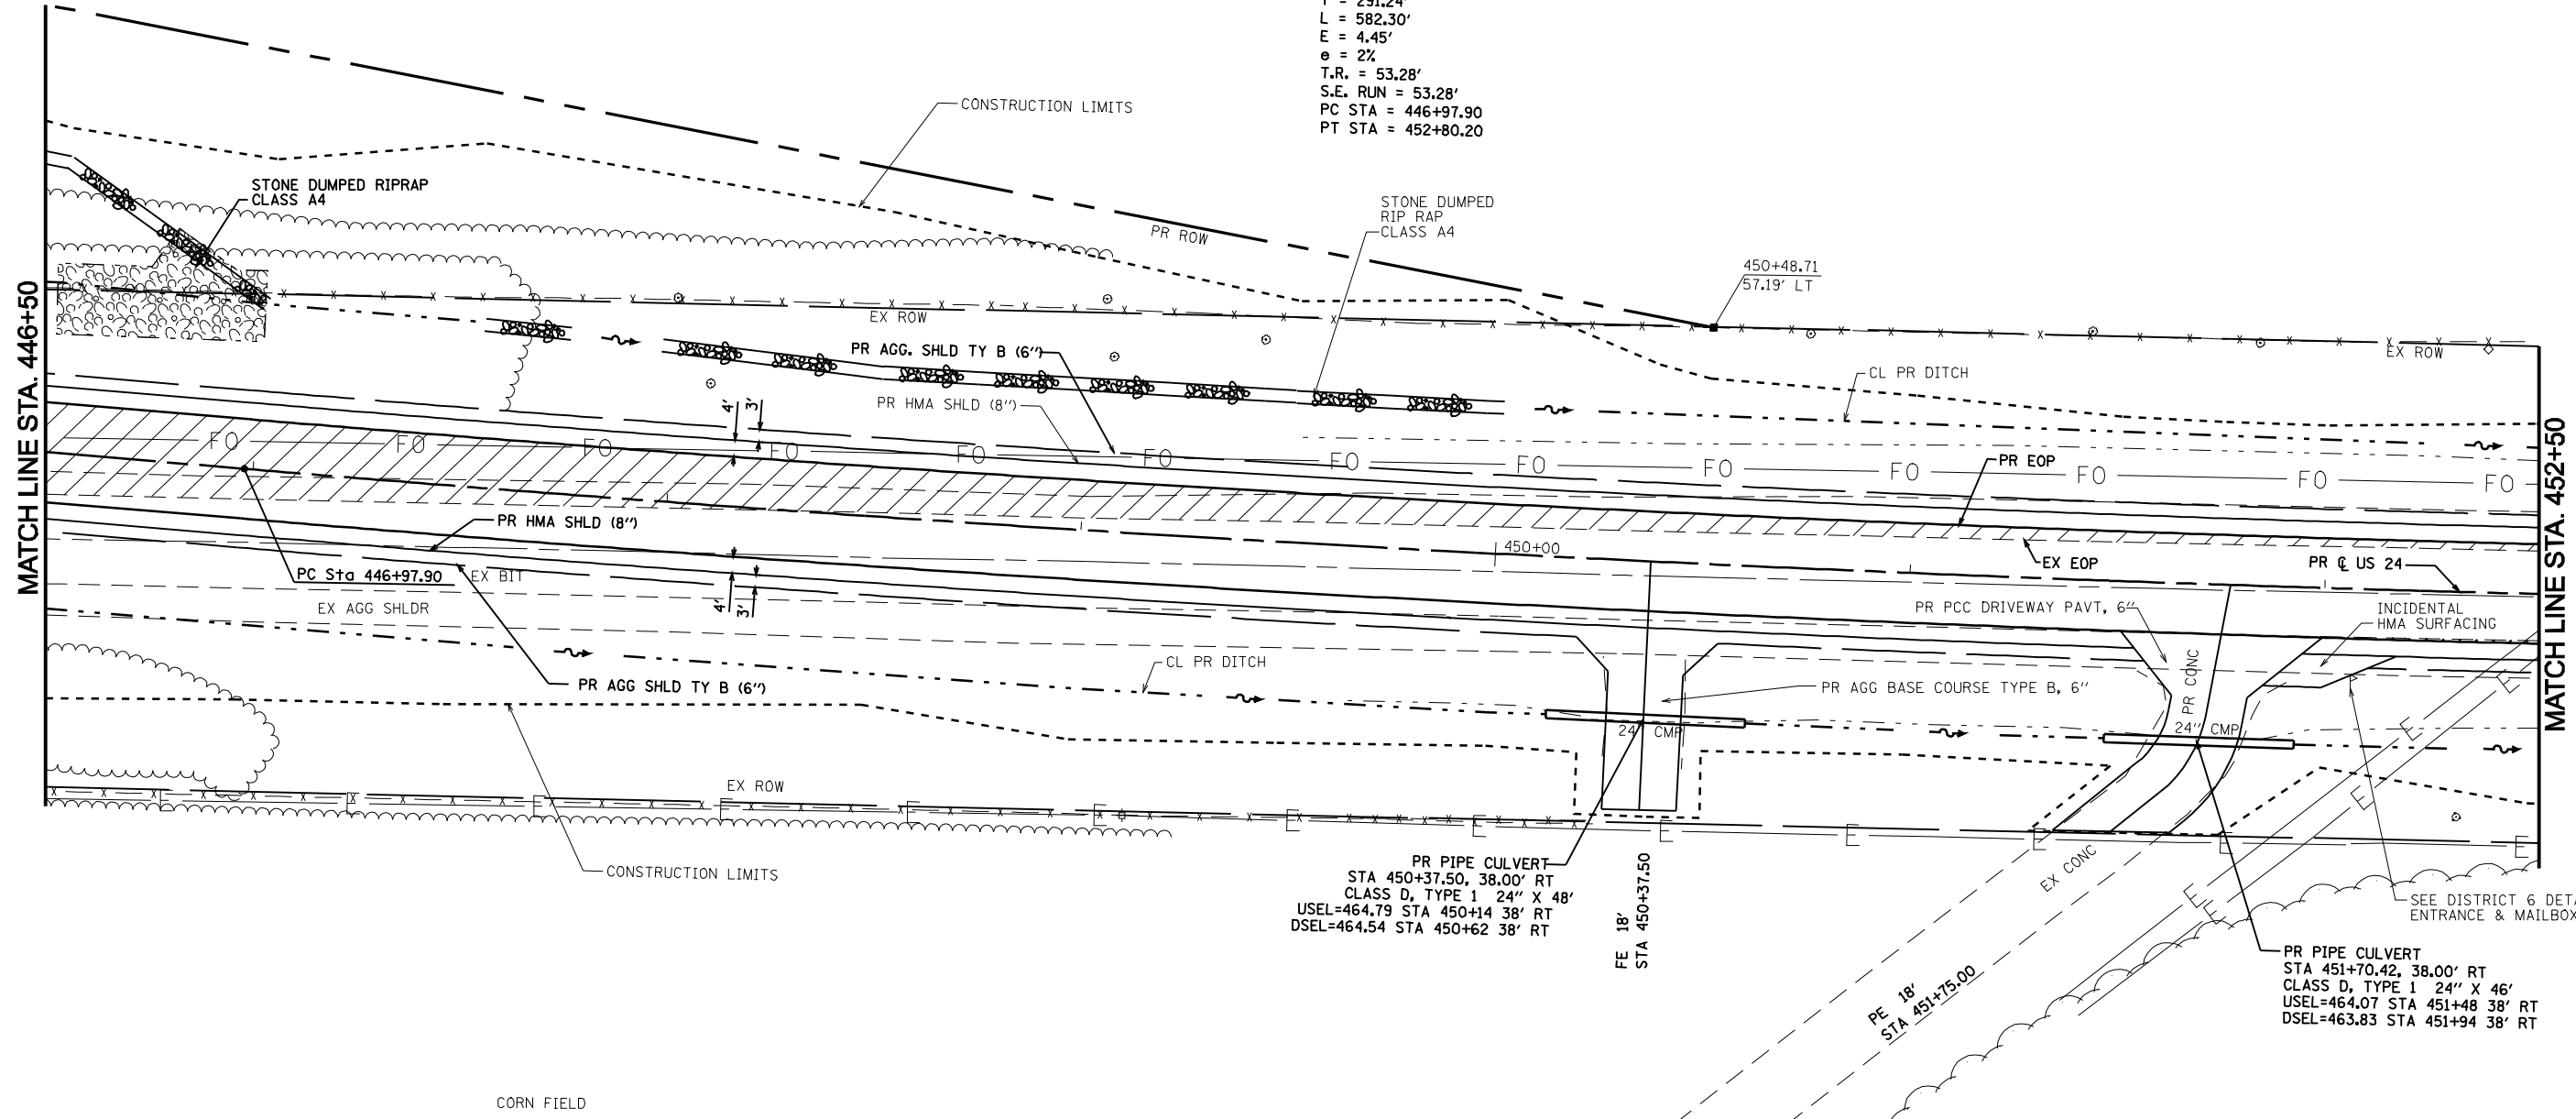 T = 291.24'
L = 582.30'
E = 4.45'
e = 2%
T.R. = 53.28'
S.E. RUN = 53.28'
PC STA = 446+97.90
PT STA = 452+80.20
CONSTRUCTION LIMITS
STONE DUMPED RIPRAP
CLASS A4
STONE DUMPED
RIP RAP
CLASS A4
PR ROW
450+48.71
57.19' LT
EX ROW
EX ROW
PR AGG. SHLD TY B (6")
CL PR DITCH
PR HMA SHLD (8")
4'
3'
MATCH LINE STA. 446+50
MATCH LINE STA. 452+50
FO FO FO FO FO FO FO FO FO FO FO FO FO
PR EOP
PR HMA SHLD (8")
450+00
EX EOP
PR ℄ US 24
PC Sta 446+97.90
EX BIT
EX AGG SHLDR
4'
3'
PR PCC DRIVEWAY PAVT, 6"
INCIDENTAL
HMA SURFACING
CL PR DITCH
PR AGG SHLD TY B (6")
PR AGG BASE COURSE TYPE B, 6"
PR CONC
24" CMP
24" CMP
EX ROW
E E E E E E E E E E E E E
E E E E E
CONSTRUCTION LIMITS
PR PIPE CULVERT
STA 450+37.50, 38.00' RT
CLASS D, TYPE 1 24" X 48'
USEL=464.79 STA 450+14 38' RT
DSEL=464.54 STA 450+62 38' RT
FE 18'
STA 450+37.50
EX CONC
SEE DISTRICT 6 DETA
ENTRANCE & MAILBOX
PR PIPE CULVERT
STA 451+70.42, 38.00' RT
CLASS D, TYPE 1 24" X 46'
USEL=464.07 STA 451+48 38' RT
DSEL=463.83 STA 451+94 38' RT
PE 18'
STA 451+75.00
CORN FIELD